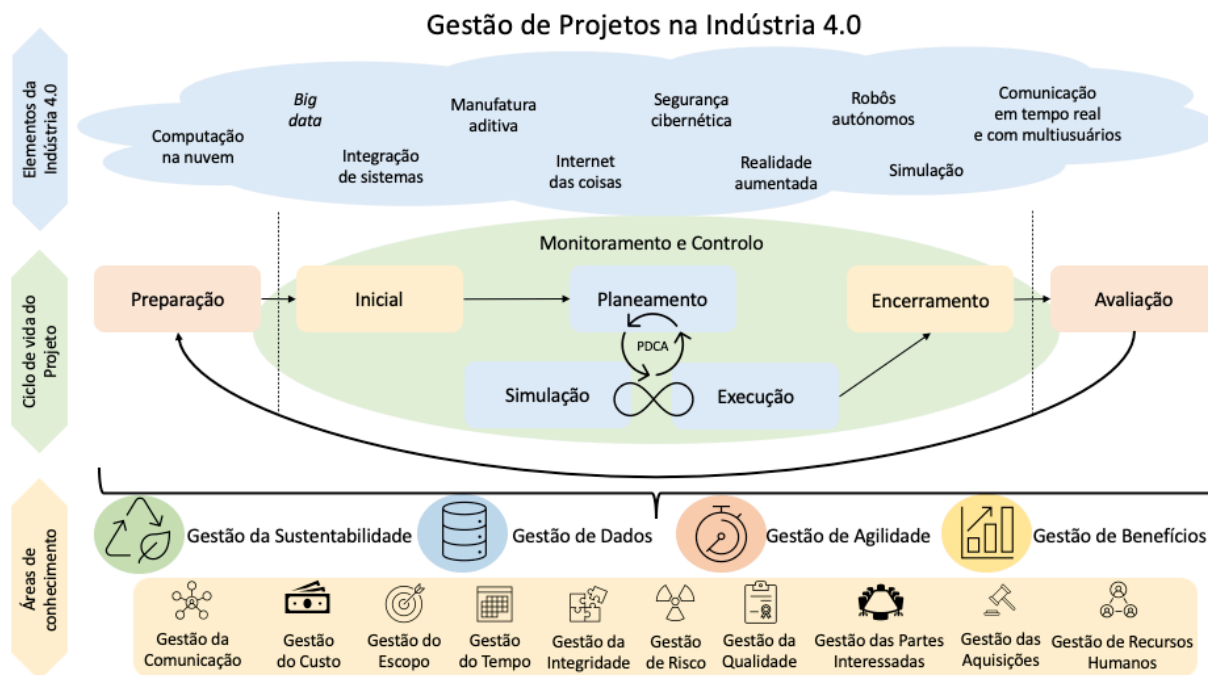 Gestão de Projetos na Indústria 4.0
Elementos da
Indústria 4.0
Computação
na nuvem
Big
data
Integração
de sistemas
Manufatura
aditiva
Internet
das coisas
Segurança
cibernética
Realidade
aumentada
Robôs
autónomos
Simulação
Comunicação
em tempo real
e com multiusuários
Ciclo de vida do
Projeto
Monitoramento e Controlo
Preparação
Inicial
Planeamento
Encerramento
Avaliação
PDCA
Simulação
Execução
Áreas de
conhecimento
Gestão da Sustentabilidade
Gestão de Dados
Gestão de Agilidade
Gestão de Benefícios
Gestão da
Comunicação
Gestão
do Custo
Gestão do
Escopo
Gestão
do Tempo
Gestão da
Integridade
Gestão
de Risco
Gestão da
Qualidade
Gestão das Partes
Interessadas
Gestão das
Aquisições
Gestão de Recursos
Humanos